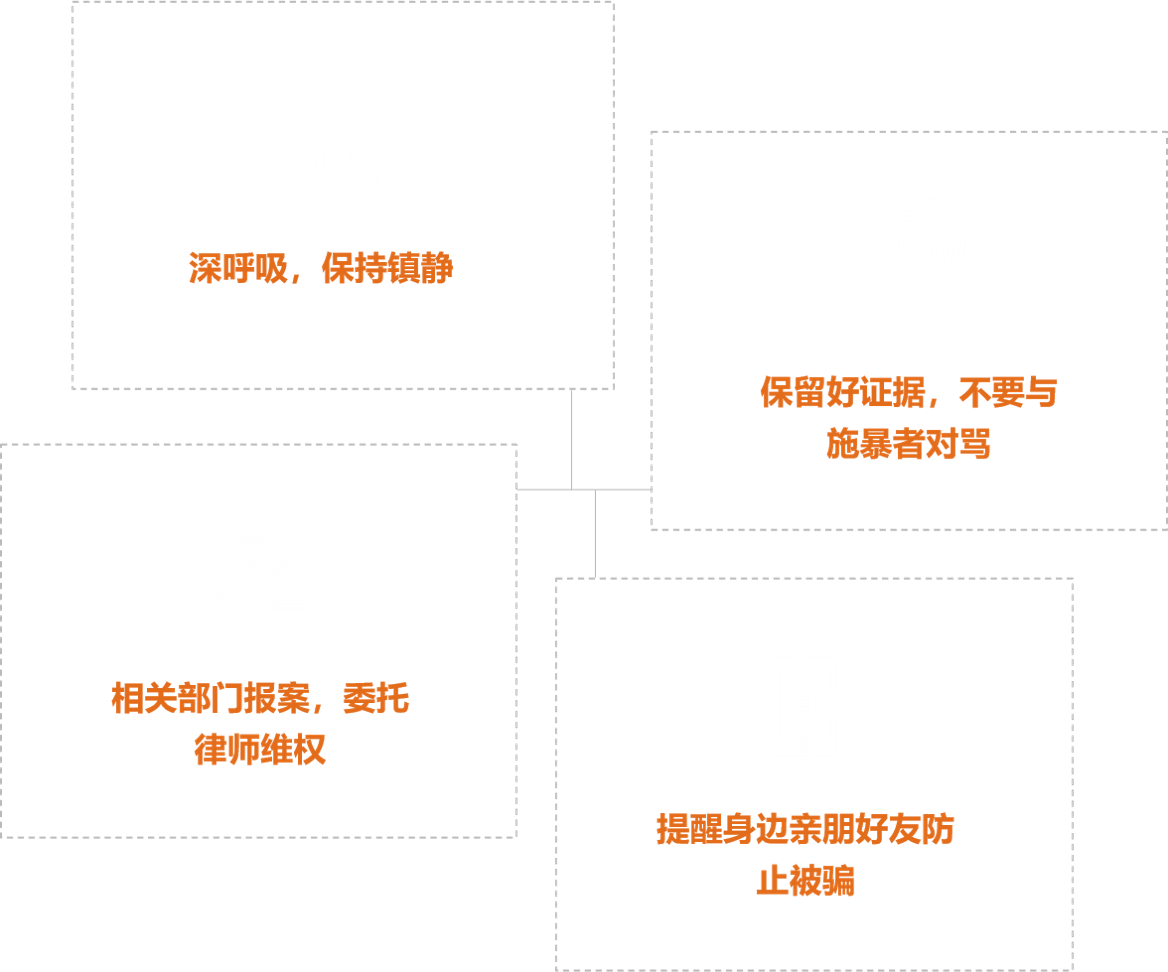 深呼吸，保持镇静
保留好证据，不要与
施暴者对骂
相关部门报案，委托
律师维权
提醒身边亲朋好友防
止被骗